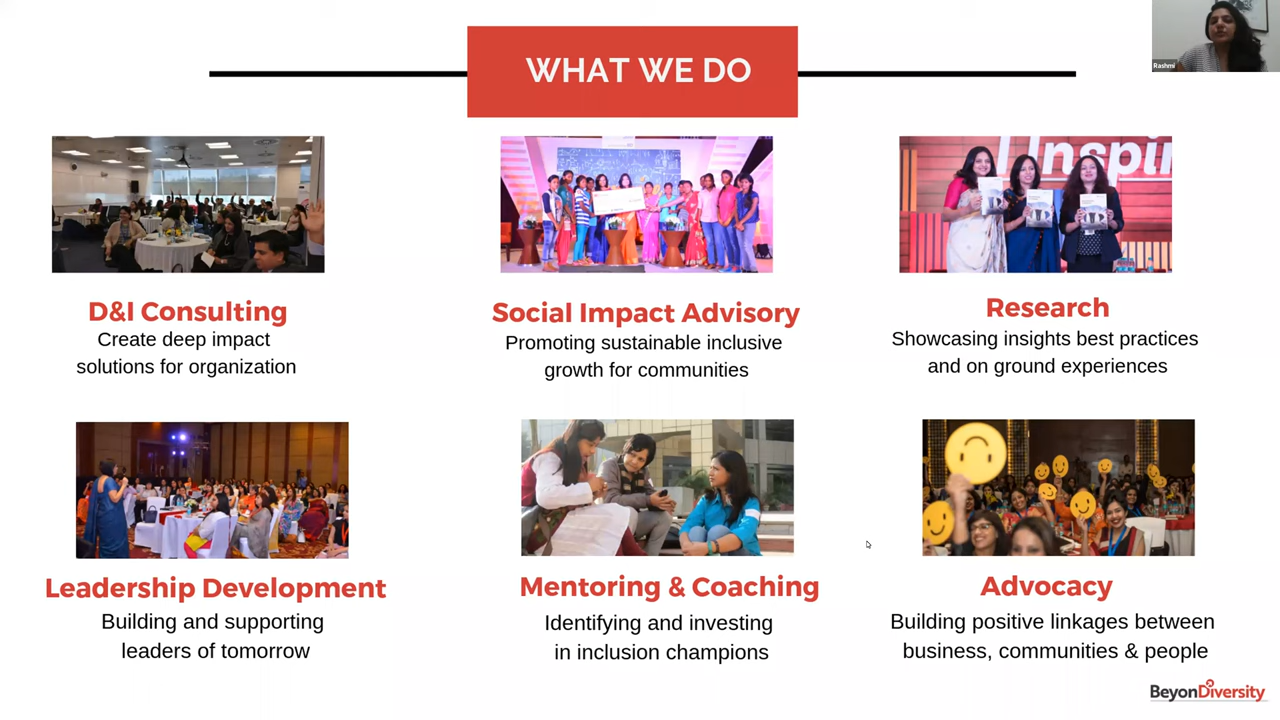 WHAT WE DO
Rashmi
Inspi
D&I Consulting
Create deep impact
solutions for organization
Social Impact Advisory
Promoting sustainable inclusive
growth for communities
Research
Showcasing insights best practices
and on ground experiences
Leadership Development
Building and supporting
leaders of tomorrow
Mentoring & Coaching
Identifying and investing
in inclusion champions
Advocacy
Building positive linkages between
business, communities & people
BeyonDiversity